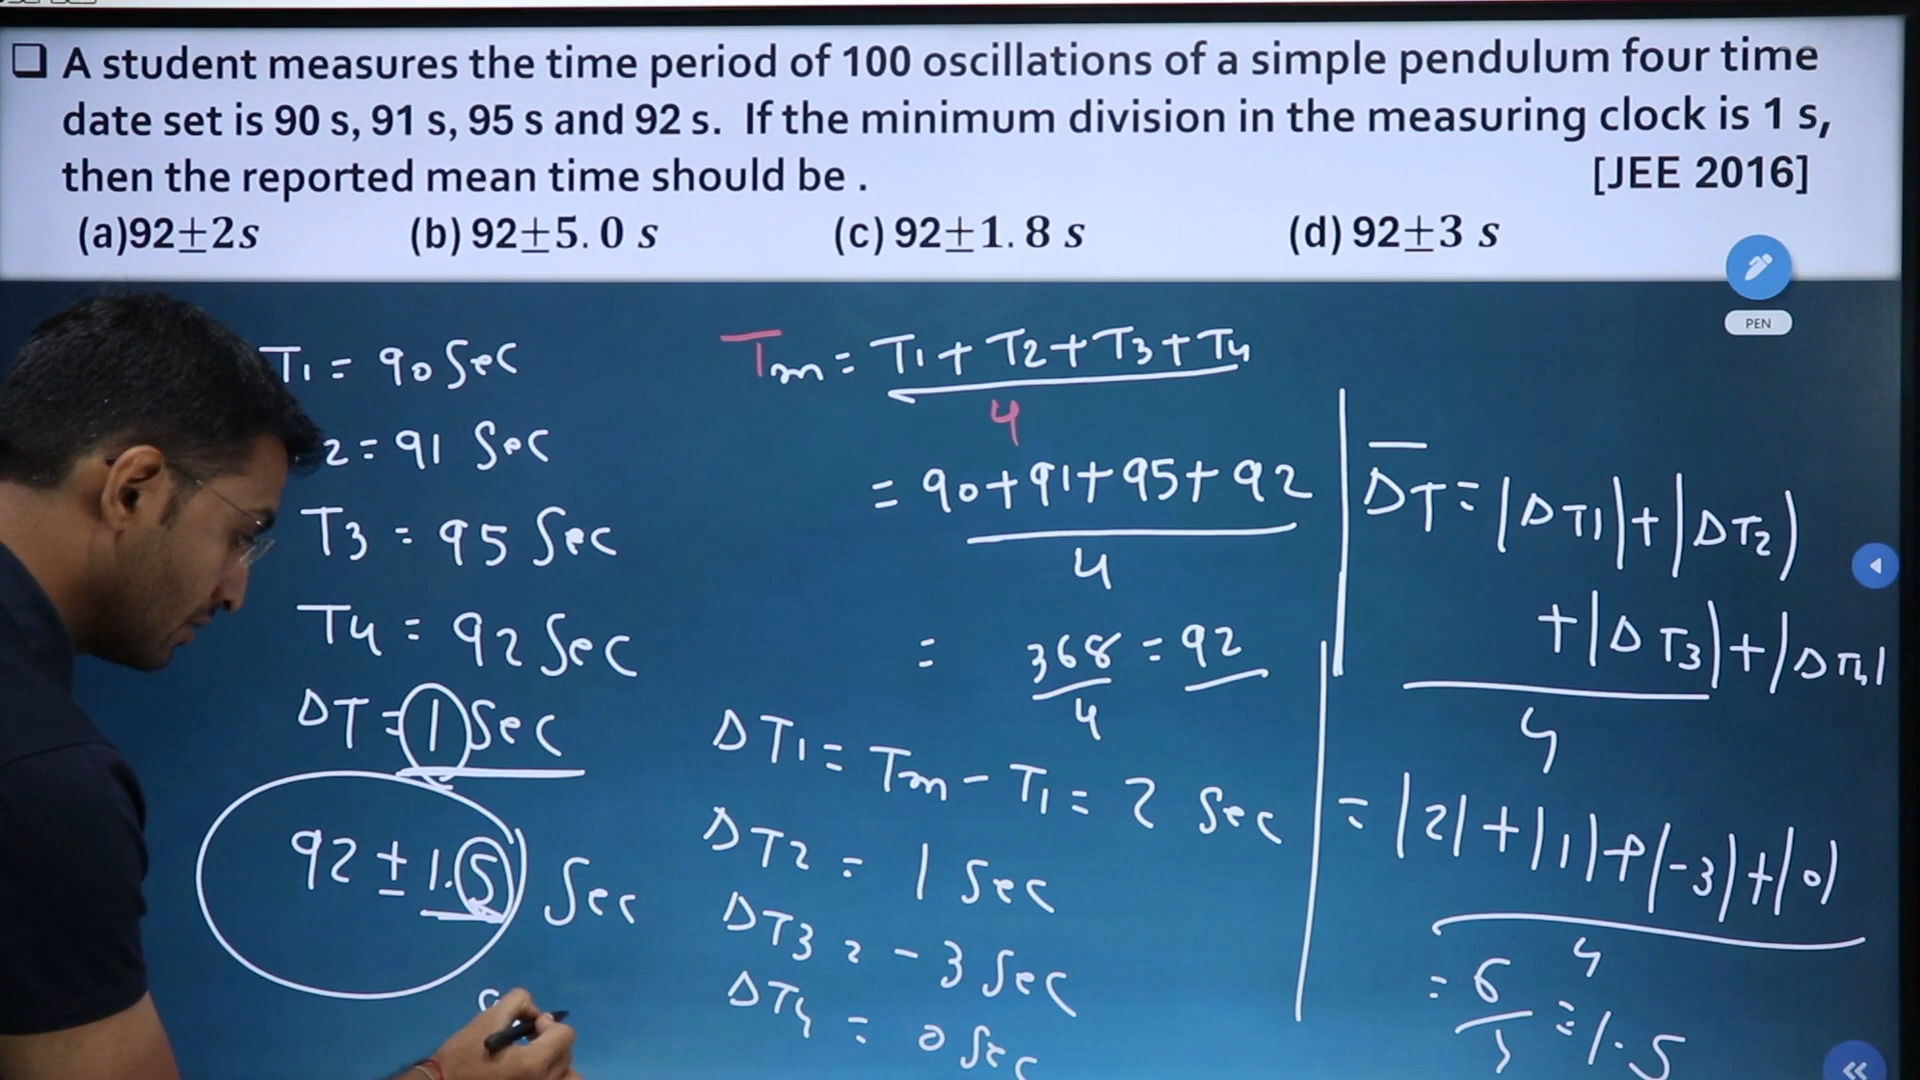 A student measures the time period of 100 oscillations of a simple pendulum four time
date set is 90 s, 91 s, 95 s and 92 s. If the minimum division in the measuring clock is 1 s,
then the reported mean time should be . [JEE 2016]
(a)92±2s (b) 92±5.0 s (c) 92±1.8 s (d) 92±3 s
PEN
T1 = 90 Sec
2 = 91 Sec
T3 = 95 Sec
T4 = 92 Sec
ΔT = 1 Sec
92 ± 1.5 Sec
Tm = T1 + T2 + T3 + T4
4
= 90+91+95+92
4
= 368 = 92
4
ΔT1 = Tm - T1 = 2 Sec
ΔT2 = 1 Sec
ΔT3 = -3 Sec
ΔT4 = 0 Sec
ΔT = |ΔT1| + |ΔT2|
+ |ΔT3| + |ΔT4|
4
= |2| + |1| + |-3| + |0|
4
= 6 = 1.5